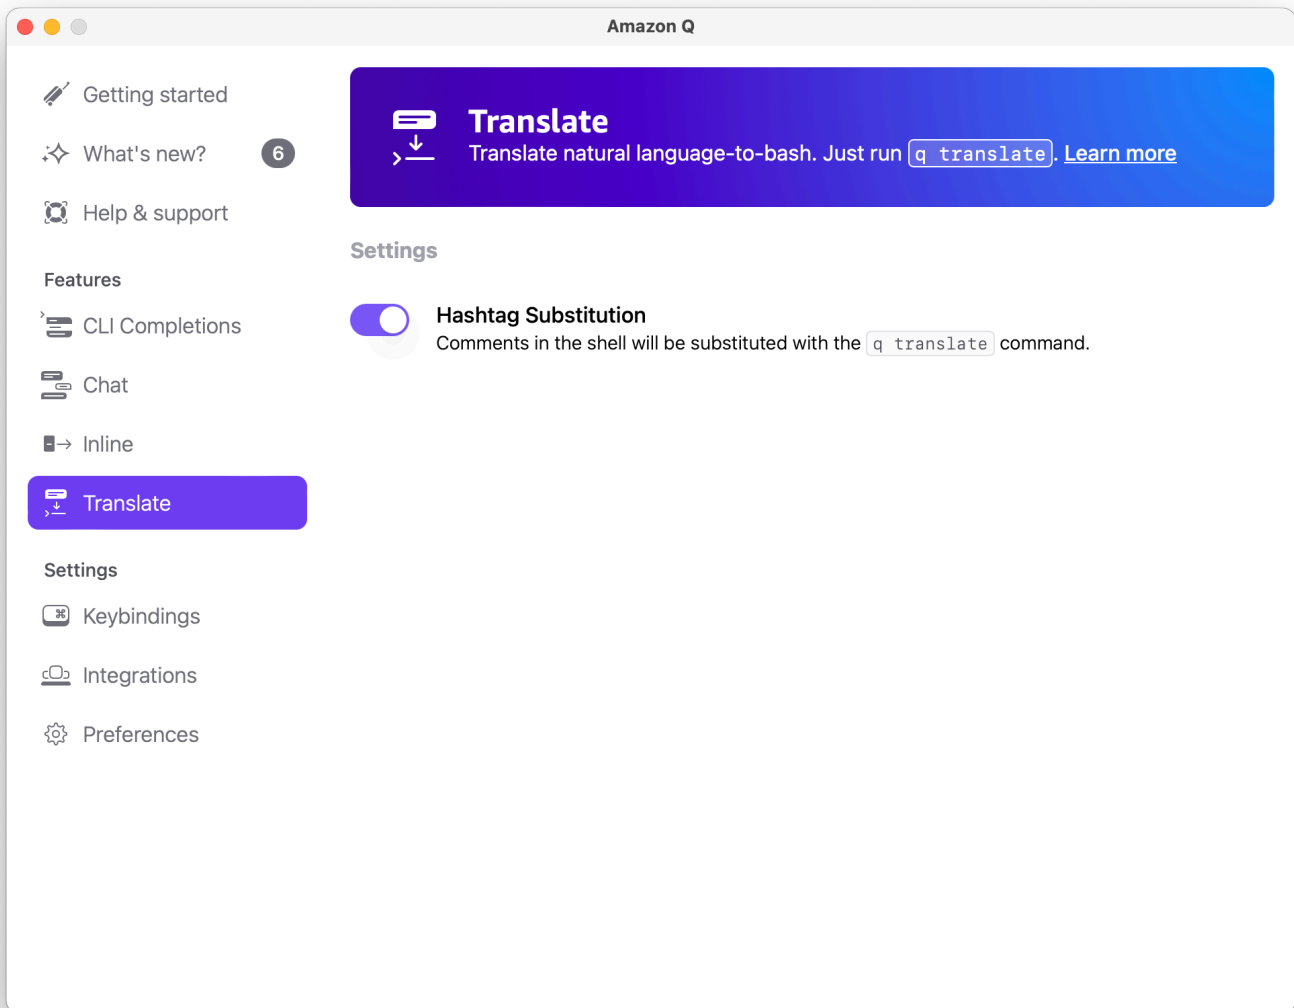 Amazon Q
Getting started
What's new? 6
Help & support
Features
CLI Completions
Chat
Inline
Translate
Settings
Keybindings
Integrations
Preferences
Translate
Translate natural language-to-bash. Just run q translate. Learn more
Settings
Hashtag Substitution
Comments in the shell will be substituted with the q translate command.